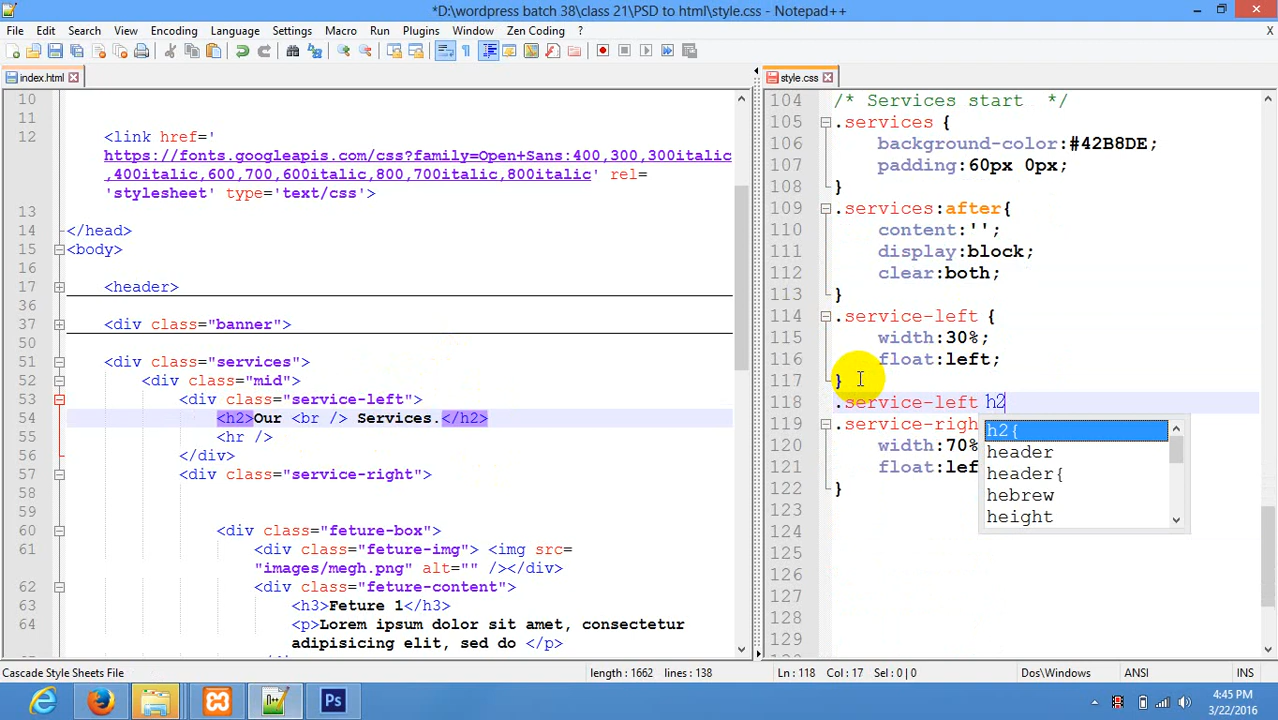 *D:\wordpress batch 38\class 21\PSD to html\style.css - Notepad++
File Edit Search View Encoding Language Settings Macro Run Plugins Window Zen Coding ? X
index.html
10
11
12 <link href='
https://fonts.googleapis.com/css?family=Open+Sans:400,300,300italic
,400italic,600,700,600italic,800,700italic,800italic' rel=
'stylesheet' type='text/css'>
13
14 </head>
15 <body>
16
17 <header>
36
37 <div class="banner">
50
51 <div class="services">
52 <div class="mid">
53 <div class="service-left">
54 <h2>Our <br /> Services.</h2>
55 <hr />
56 </div>
57 <div class="service-right">
58
59
60 <div class="feture-box">
61 <div class="feture-img"> <img src=
"images/megh.png" alt="" /></div>
62 <div class="feture-content">
63 <h3>Feture 1</h3>
64 <p>Lorem ipsum dolor sit amet, consectetur
adipisicing elit, sed do </p>
style.css
104 /* Services start */
105 .services {
106 background-color:#42B8DE;
107 padding:60px 0px;
108 }
109 .services:after{
110 content:'';
111 display:block;
112 clear:both;
113 }
114 .service-left {
115 width:30%;
116 float:left;
117 }
118 .service-left h2
119 .service-righ
120 width:70%
121 float:lef
122 }
123
124
125
126
127
128
129
h2{
header
header{
hebrew
height
Cascade Style Sheets File length : 1662 lines : 138 Ln : 118 Col : 17 Sel : 0 | 0 Dos\Windows ANSI INS
Ps
4:45 PM
3/22/2016